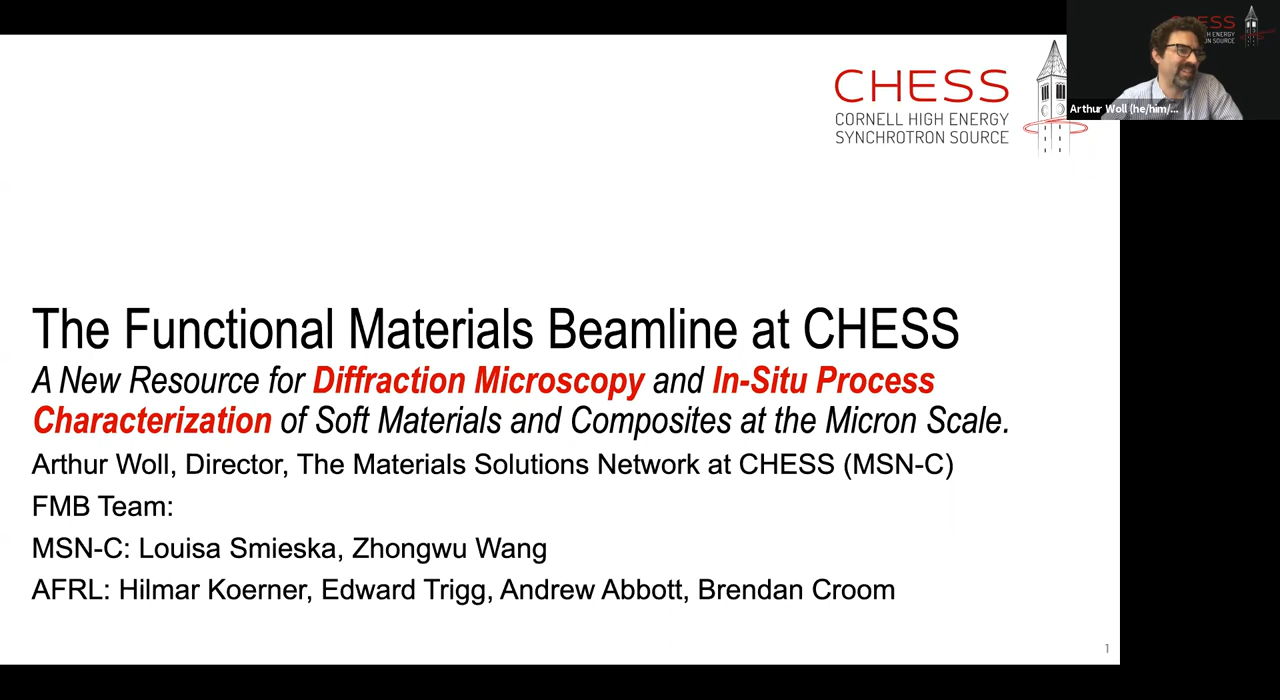 CHESS
CORNELL HIGH ENERGY
SYNCHROTRON SOURCE
Arthur Woll (he/him/...
The Functional Materials Beamline at CHESS
A New Resource for Diffraction Microscopy and In-Situ Process
Characterization of Soft Materials and Composites at the Micron Scale.
Arthur Woll, Director, The Materials Solutions Network at CHESS (MSN-C)
FMB Team:
MSN-C: Louisa Smieska, Zhongwu Wang
AFRL: Hilmar Koerner, Edward Trigg, Andrew Abbott, Brendan Croom
1